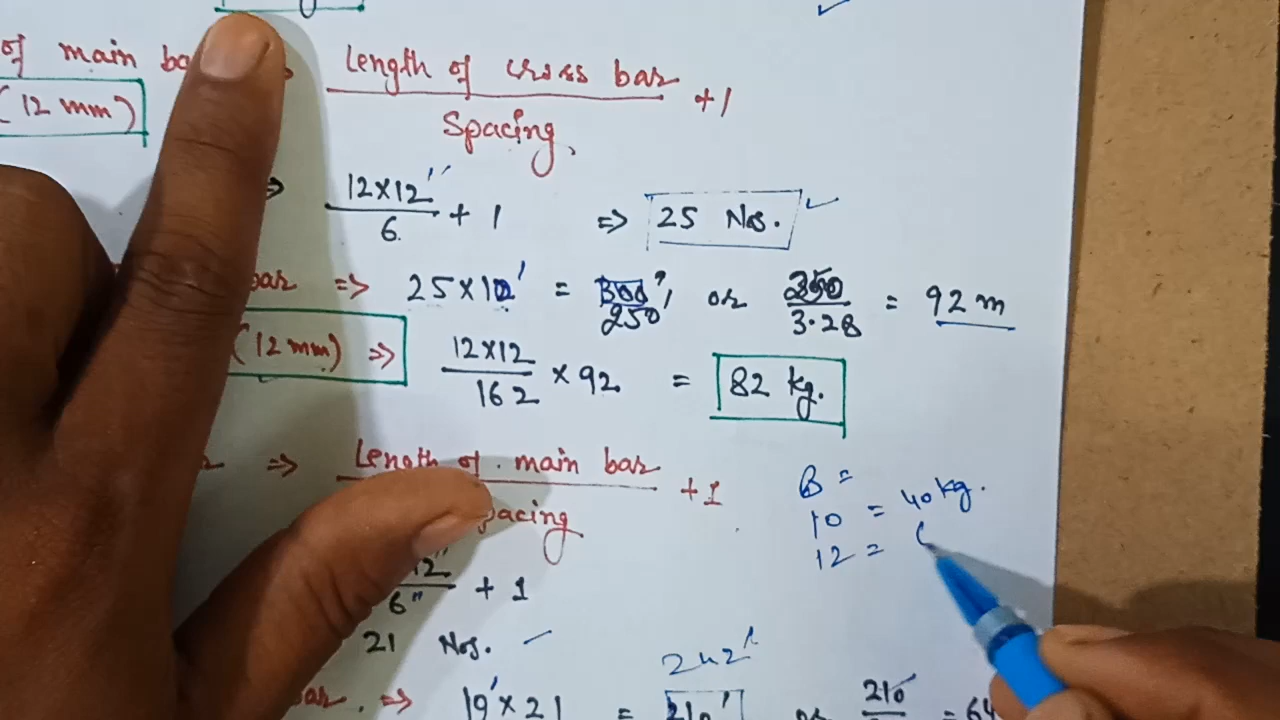 of main length of cross bar
(12 mm) Spacing +1
⇒ 12×12'' / 6 + 1 ⇒ 25 Nos.
bar ⇒ 25×10' = 250' or 250 / 3.28 = 92 m
(12 mm) ⇒ 12×12 / 162 × 92 = 82 kg.
⇒ Length of main bar / spacing +1
8 =
10 = 40 kg.
12 =
12'' / 6'' + 1
21 Nos.
242'
bar ⇒ × 21 = 210' or 210 = 64